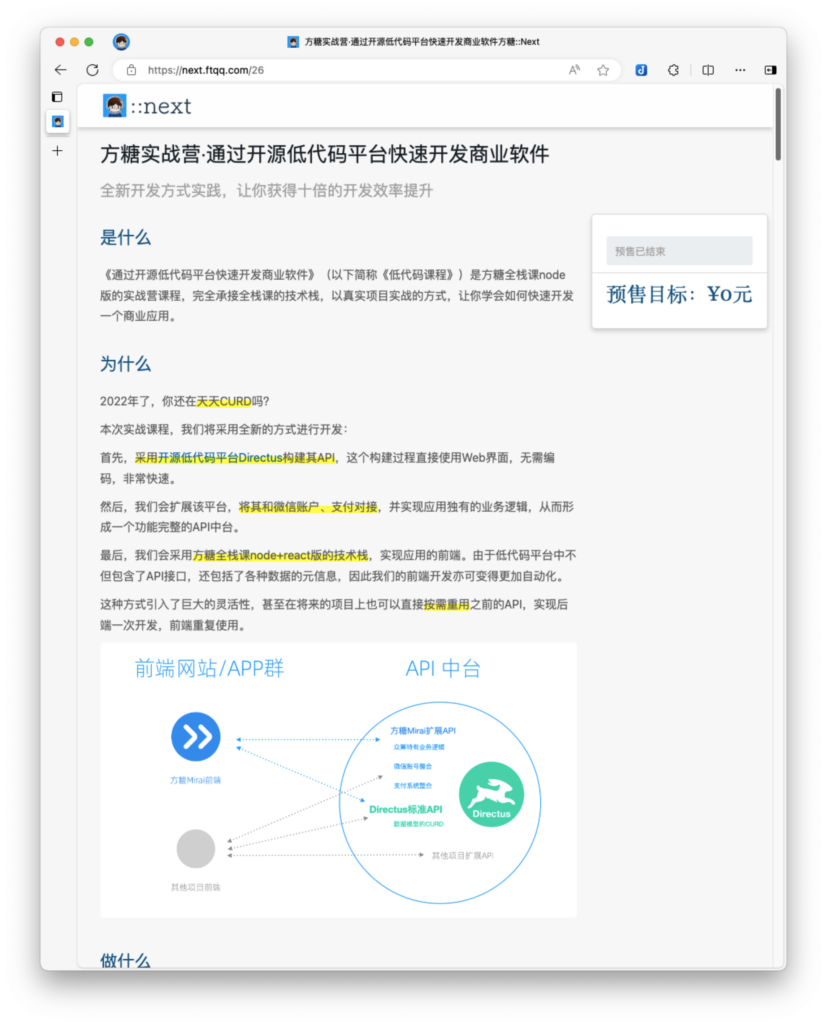 方糖实战营·通过开源低代码平台快速开发商业软件方糖::Next
https://next.ftqq.com/26
::next
方糖实战营·通过开源低代码平台快速开发商业软件
全新开发方式实践，让你获得十倍的开发效率提升
是什么
《通过开源低代码平台快速开发商业软件》（以下简称《低代码课程》）是方糖全栈课node
版的实战营课程，完全承接全栈课的技术栈，以真实项目实战的方式，让你学会如何快速开发
一个商业应用。
预售已结束
预售目标：¥0元
为什么
2022年了，你还在天天CURD吗?
本次实战课程，我们将采用全新的方式进行开发：
首先，采用开源低代码平台Directus构建其API，这个构建过程直接使用Web界面，无需编
码，非常快速。
然后，我们会扩展该平台，将其和微信账户、支付对接，并实现应用独有的业务逻辑，从而形
成一个功能完整的API中台。
最后，我们会采用方糖全栈课node+react版的技术栈，实现应用的前端。由于低代码平台中不
但包含了API接口，还包括了各种数据的元信息，因此我们的前端开发亦可变得更加自动化。
这种方式引入了巨大的灵活性，甚至在将来的项目上也可以直接按需重用之前的API，实现后
端一次开发，前端重复使用。
前端网站/APP群
API 中台
方糖Mirai扩展API
众筹特有业务逻辑
微信账号整合
支付系统整合
方糖Mirai前端
Directus标准API
数据模型的CURD
Directus
其他项目扩展API
其他项目前端
做什么